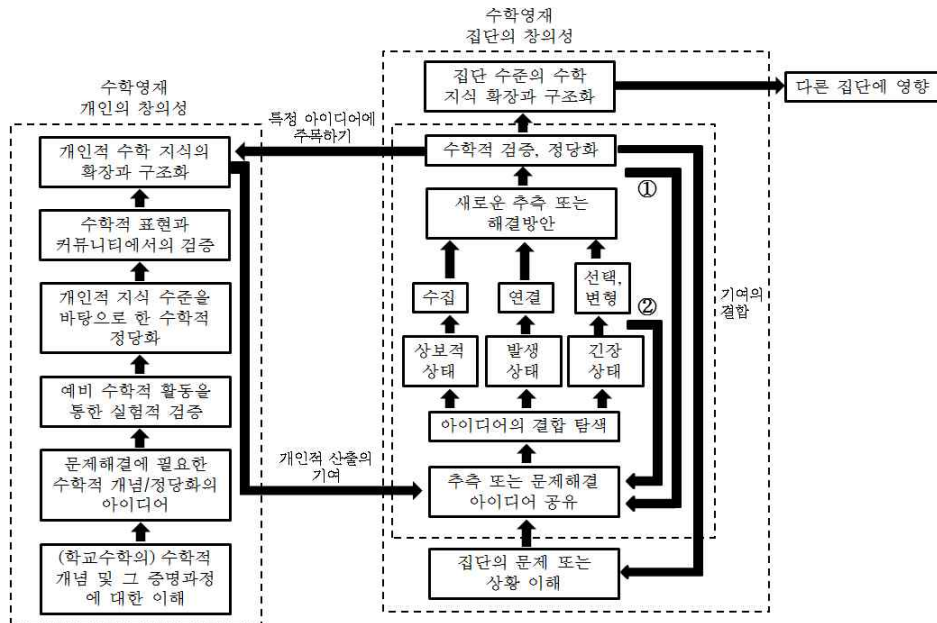 수학영재
집단의 창의성
집단 수준의 수학
지식 확장과 구조화
다른 집단에 영향
수학영재
개인의 창의성
특정 아이디어에
주목하기
개인적 수학 지식의
확장과 구조화
수학적 검증, 정당화
①
새로운 추측 또는
해결방안
수학적 표현과
커뮤니티에서의 검증
수집
연결
선택,
변형
기여의
결합
②
개인적 지식 수준을
바탕으로 한 수학적
정당화
상보적
상태
발생
상태
긴장
상태
예비 수학적 활동을
통한 실험적 검증
아이디어의 결합 탐색
문제해결에 필요한
수학적 개념/정당화의
아이디어
개인적 산출의
기여
추측 또는 문제해결
아이디어 공유
(학교수학의) 수학적
개념 및 그 증명과정
에 대한 이해
집단의 문제 또는
상황 이해